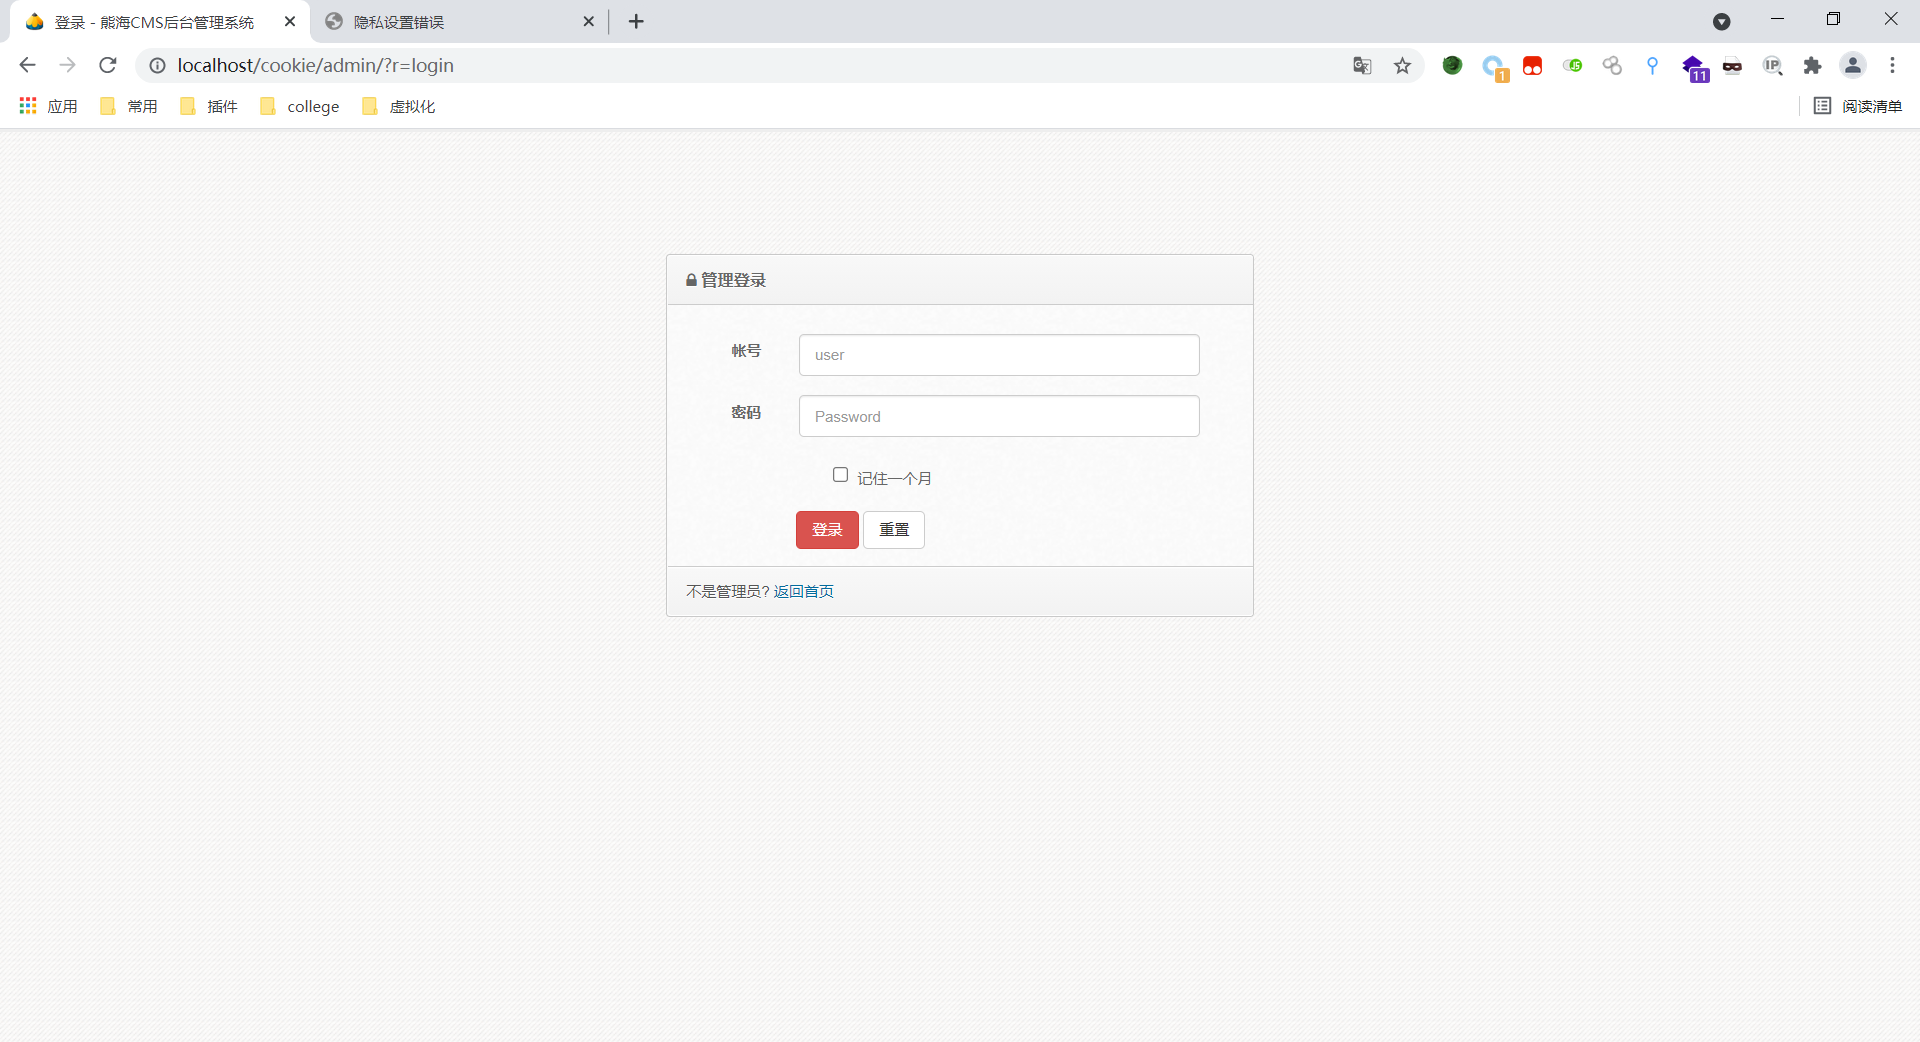 登录 - 熊海CMS后台管理系统
隐私设置错误
localhost/cookie/admin/?r=login
1
JS
11
IP
应用
常用
插件
college
虚拟化
阅读清单
管理登录
帐号
user
密码
Password
记住一个月
登录
重置
不是管理员? 返回首页